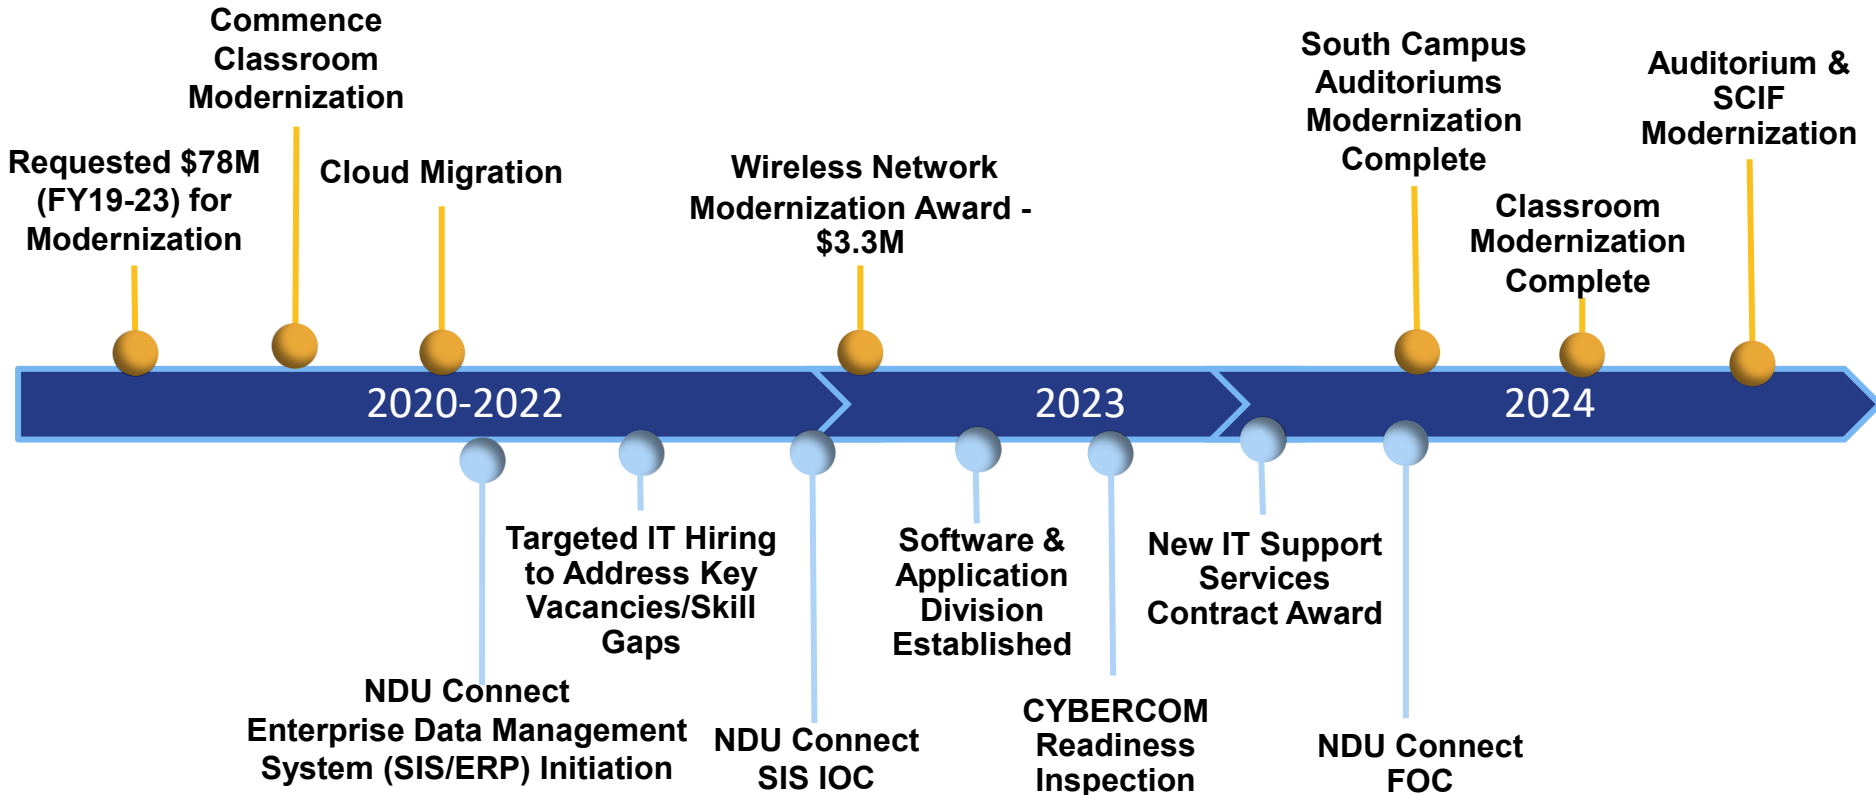 Commence
Classroom
Modernization
Requested $78M
(FY19-23) for
Modernization
Cloud Migration
Wireless Network
Modernization Award -
$3.3M
South Campus
Auditoriums
Modernization
Complete
Classroom
Modernization
Complete
Auditorium &
SCIF
Modernization
2020-2022
2023
2024
NDU Connect
Enterprise Data Management
System (SIS/ERP) Initiation
Targeted IT Hiring
to Address Key
Vacancies/Skill
Gaps
NDU Connect
SIS IOC
Software &
Application
Division
Established
CYBERCOM
Readiness
Inspection
New IT Support
Services
Contract Award
NDU Connect
FOC